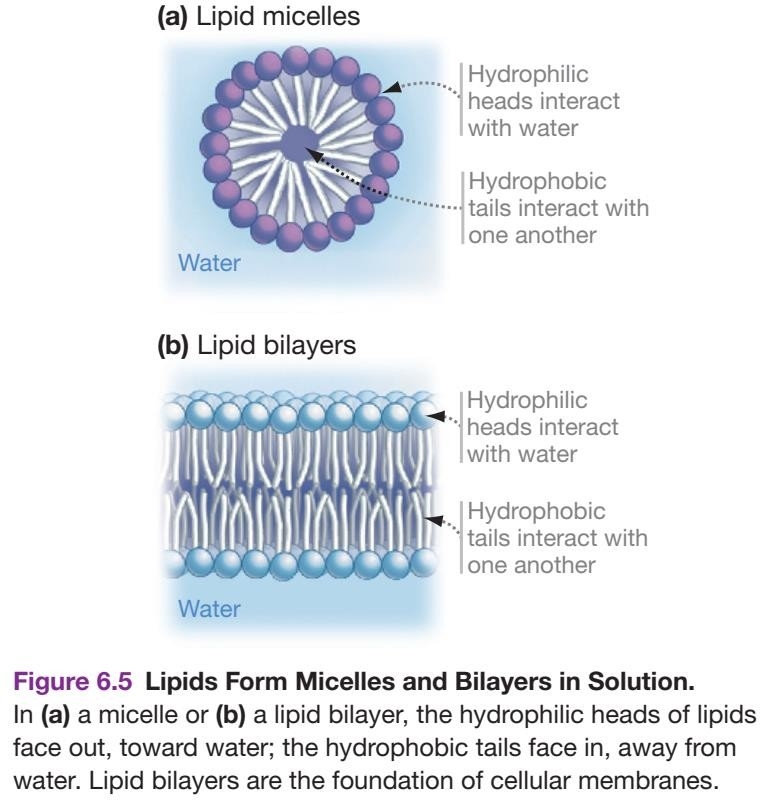 (a) Lipid micelles
Hydrophilic
heads interact
with water
Hydrophobic
tails interact with
one another
Water
(b) Lipid bilayers
Hydrophilic
heads interact
with water
Hydrophobic
tails interact with
one another
Water
Figure 6.5 Lipids Form Micelles and Bilayers in Solution.
In (a) a micelle or (b) a lipid bilayer, the hydrophilic heads of lipids
face out, toward water; the hydrophobic tails face in, away from
water. Lipid bilayers are the foundation of cellular membranes.